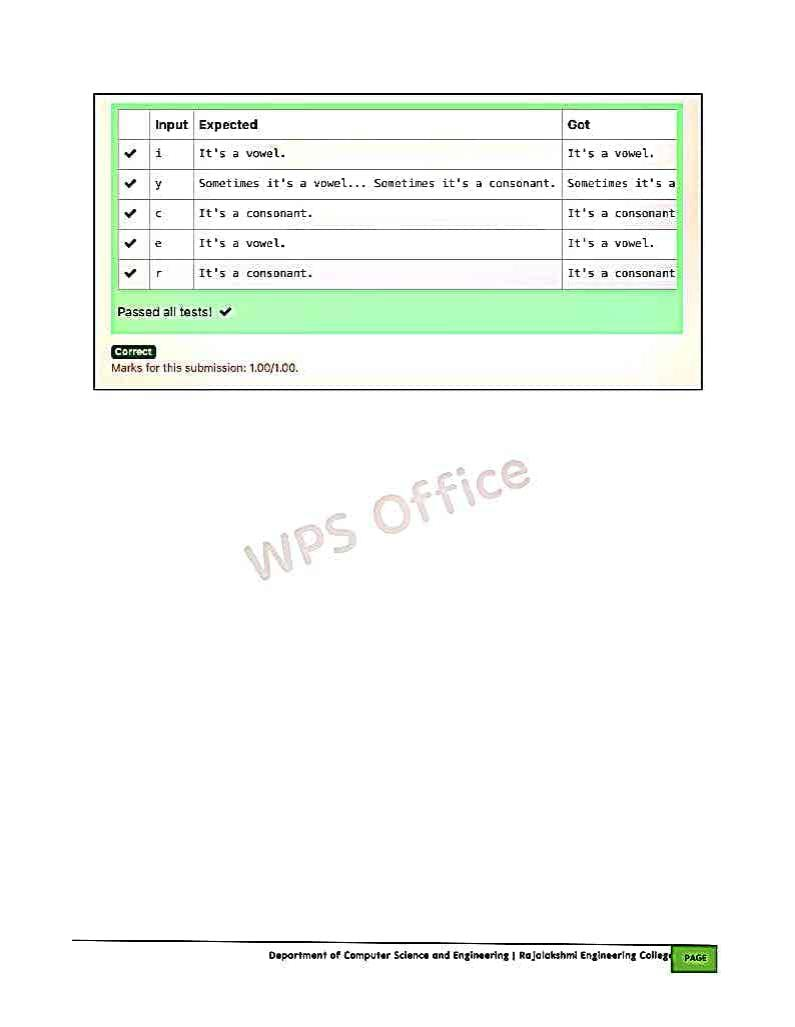 Input Expected Got
✔ i It's a vowel. It's a vowel.
✔ y Sometimes it's a vowel... Sometimes it's a consonant. Sometimes it's a
✔ c It's a consonant. It's a consonant
✔ e It's a vowel. It's a vowel.
✔ r It's a consonant. It's a consonant
Passed all tests! ✔
Correct
Marks for this submission: 1.00/1.00.
WPS Office
Department of Computer Science and Engineering | Rajalakshmi Engineering College PAGE